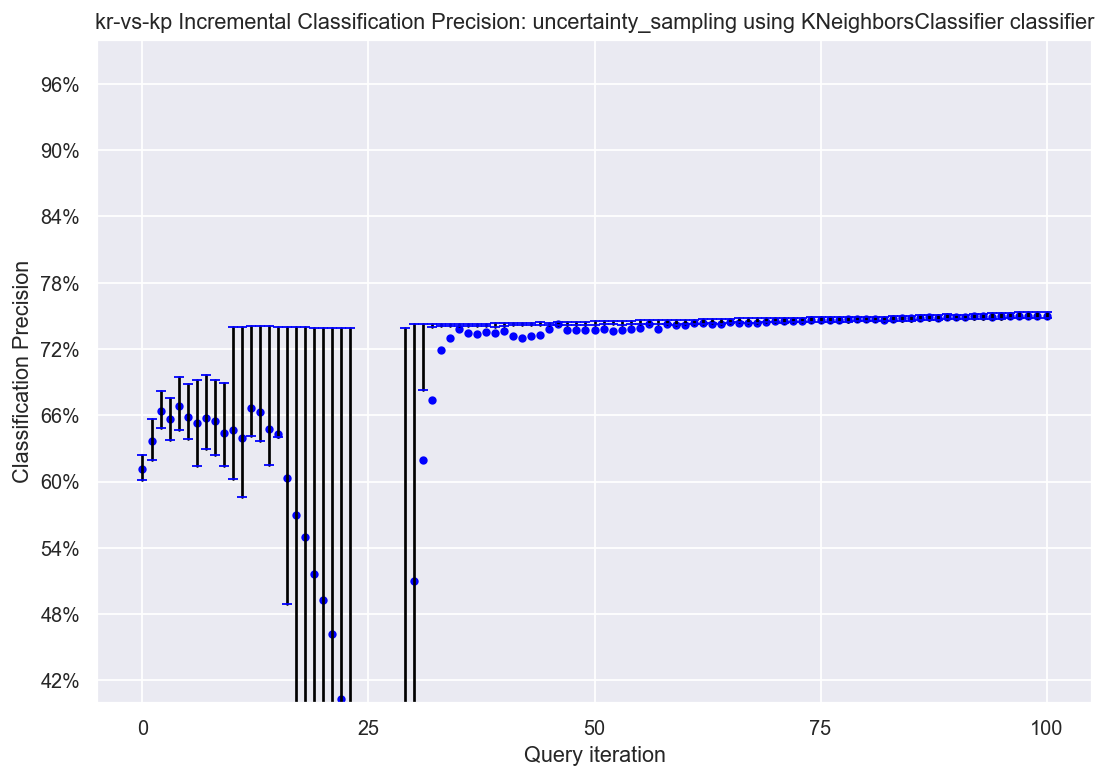 kr-vs-kp Incremental Classification Precision: uncertainty_sampling using KNeighborsClassifier classifier
96%
90%
84%
78%
72%
66%
60%
54%
48%
42%
Classification Precision
0 25 50 75 100
Query iteration